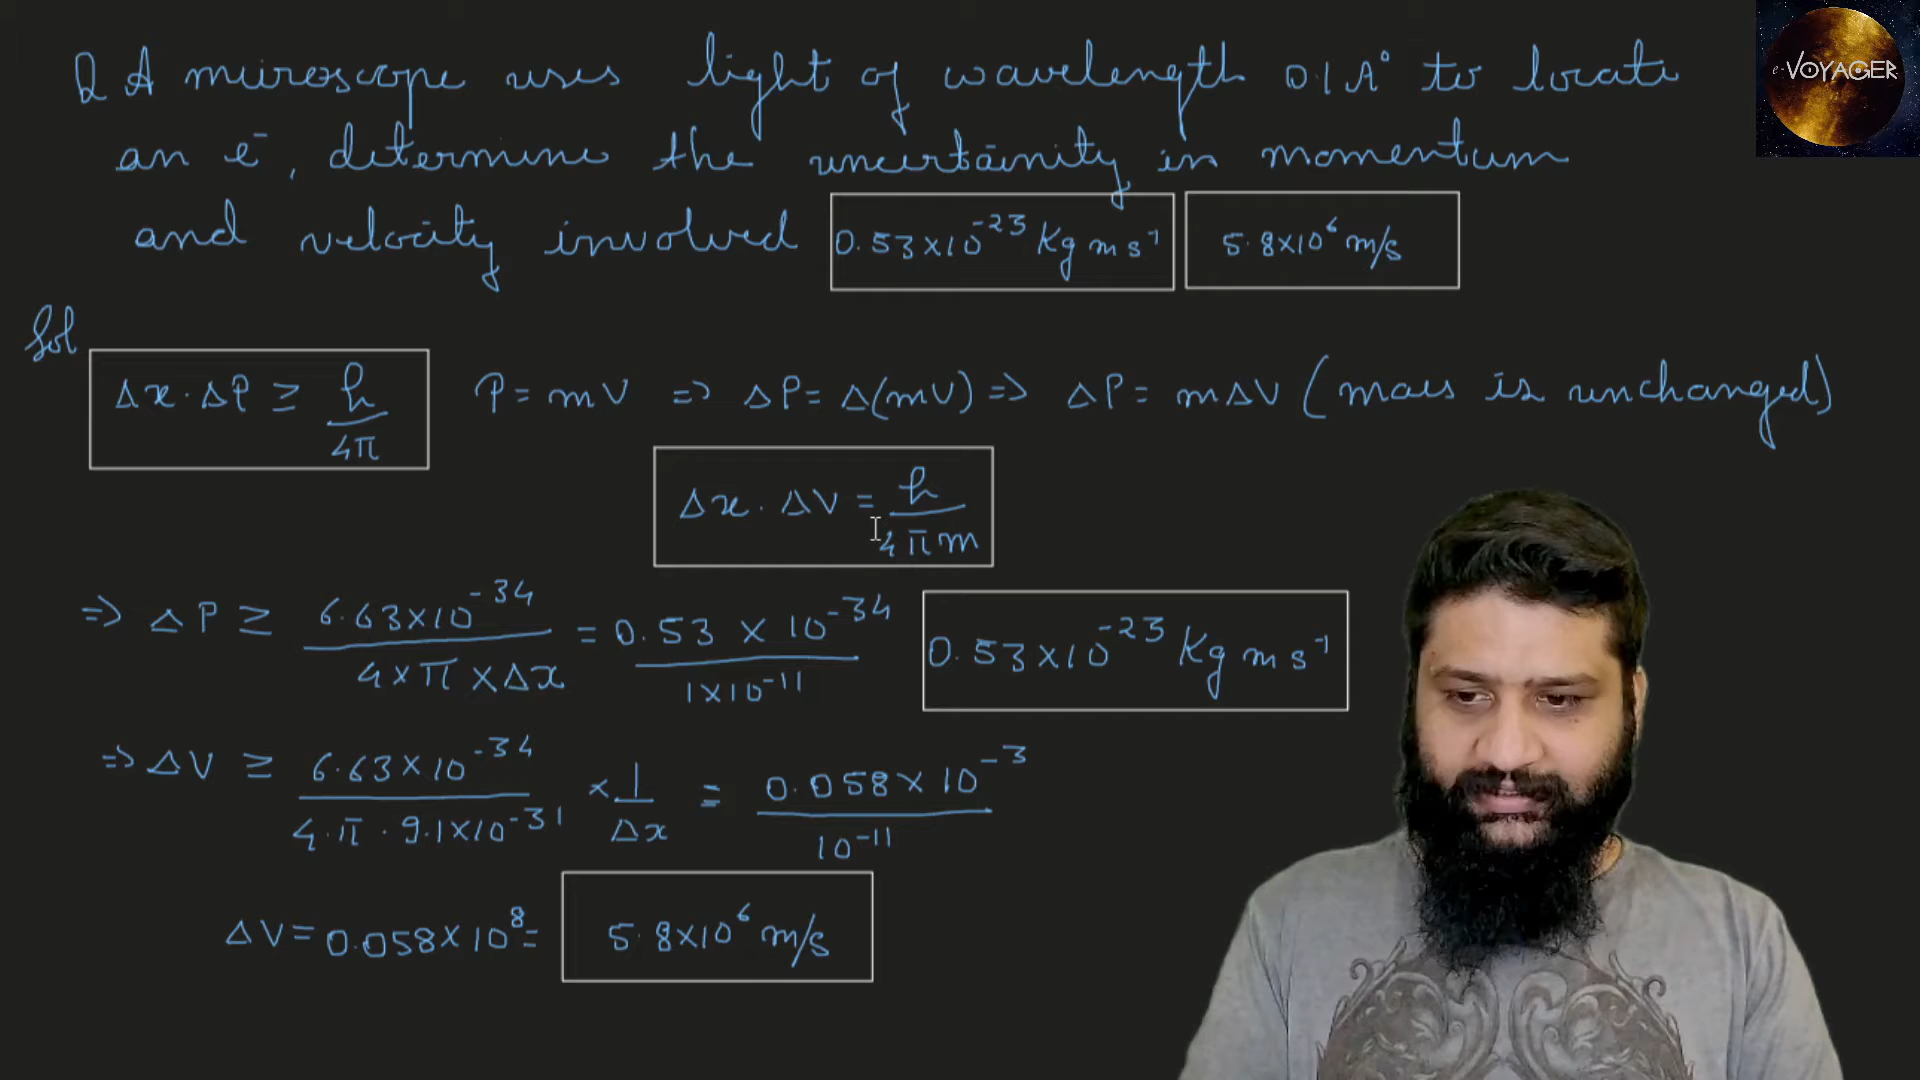 e-VOYAGER
Q A microscope uses light of wavelength 0.1A° to locate
an e⁻, determine the uncertainity in momentum
and velocity involved 0.53×10⁻²³ Kg m s⁻¹ 5.8×10⁶ m/s
Sol
Δx·ΔP ≥ h/4π P = mV => ΔP = Δ(mV) => ΔP = mΔV (mass is unchanged)
Δx·ΔV = h/4πm
=> ΔP ≥ 6.63×10⁻³⁴/4×π×Δx = 0.53 × 10⁻³⁴/1×10⁻¹¹ 0.53×10⁻²³ Kg m s⁻¹
=> ΔV ≥ 6.63×10⁻³⁴/4·π·9.1×10⁻³¹ × 1/Δx = 0.058×10⁻³/10⁻¹¹
ΔV = 0.058×10⁸ = 5.8×10⁶ m/s